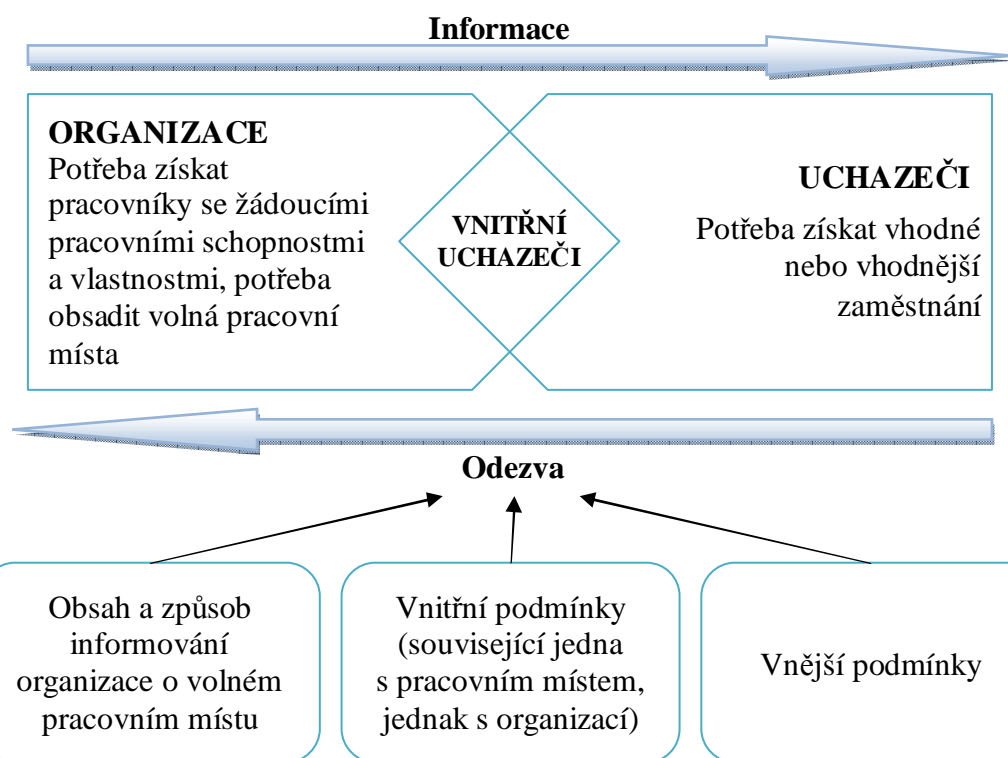 Informace
ORGANIZACE
Potřeba získat
pracovníky se žádoucími
pracovními schopnostmi
a vlastnostmi, potřeba
obsadit volná pracovní
místa
VNITŘNÍ
UCHAZEČI
UCHAZEČI
Potřeba získat vhodné
nebo vhodnější
zaměstnání
Odezva
Obsah a způsob
informování
organizace o volném
pracovním místu
Vnitřní podmínky
(související jedna
s pracovním místem,
jednak s organizací)
Vnější podmínky